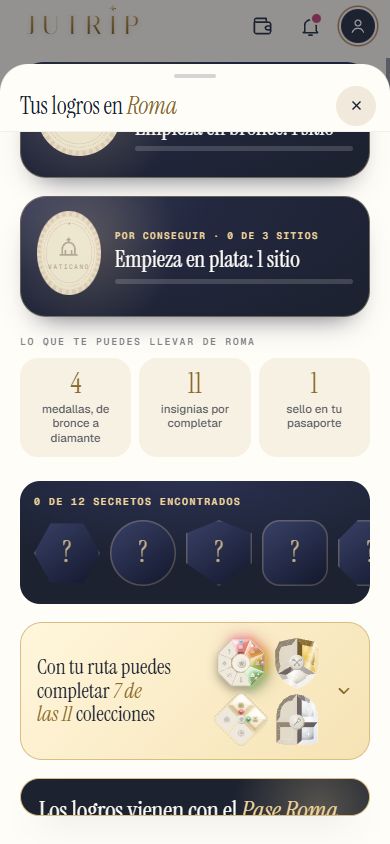 JUTRIP
Tus logros en Roma
Empieza en bronce: 1 sitio
VATICANO
POR CONSEGUIR · 0 DE 3 SITIOS
Empieza en plata: 1 sitio
LO QUE TE PUEDES LLEVAR DE ROMA
4
medallas, de
bronce a
diamante
11
insignias por
completar
1
sello en tu
pasaporte
0 DE 12 SECRETOS ENCONTRADOS
? ? ? ? ?
Con tu ruta puedes
completar 7 de
las 11 colecciones
Los logros vienen con el Pase Roma